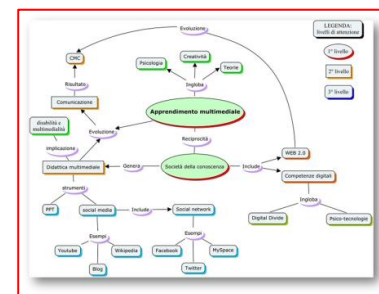 Evoluzione
LEGENDA:
livelli di attenzione
1° livello
2° livello
3° livello
CMC
Psicologia
Creatività
Teorie
Ingloba
Risultato
Comunicazione
Apprendimento multimediale
disabilità e
multimedialità
Evoluzione
Reciprocità
implicazione
WEB 2.0
Didattica multimediale
Genera
Società della conoscenza
Include
Competenze digitali
strumenti
Ingloba
PPT
social media
Include
Social network
Digital Divide
Psico-tecnologie
Esempi
Esempi
Youtube
Wikipedia
Facebook
MySpace
Blog
Twitter